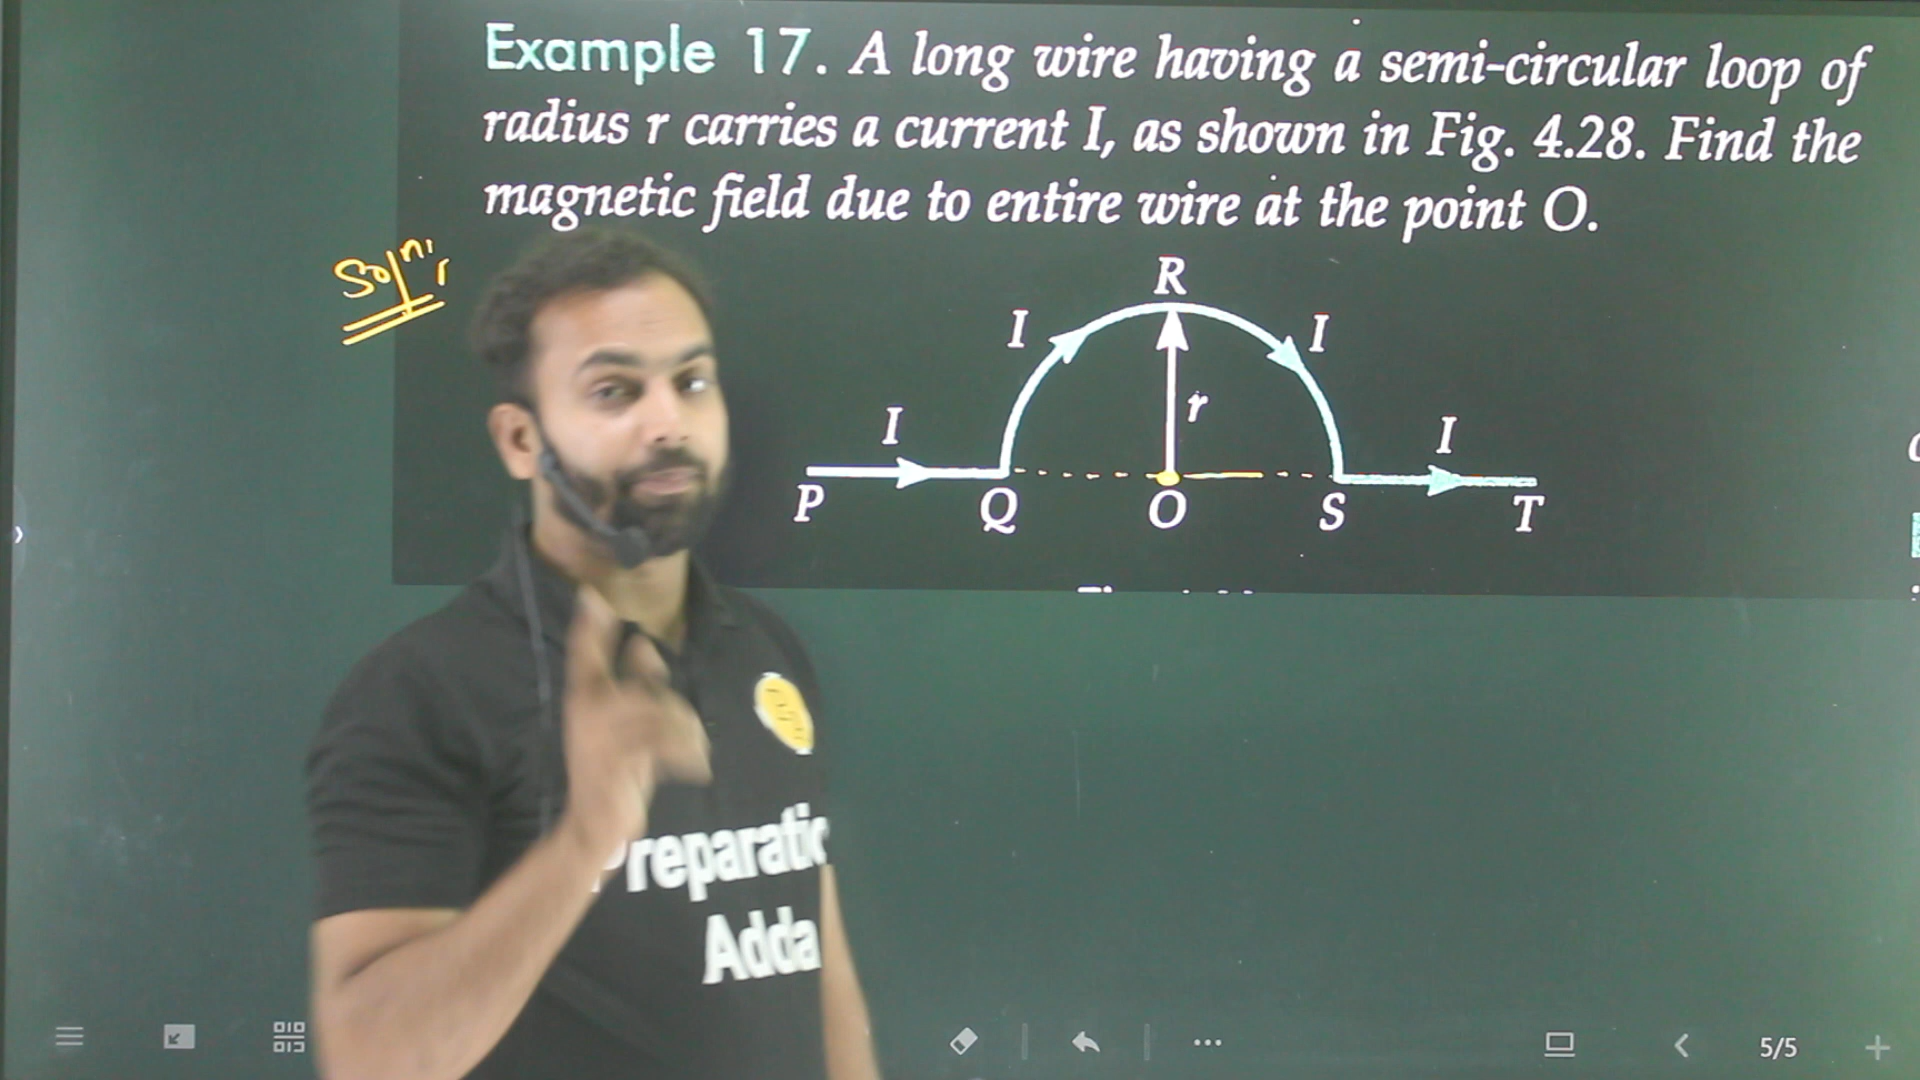 Example 17. A long wire having a semi-circular loop of
radius r carries a current I, as shown in Fig. 4.28. Find the
magnetic field due to entire wire at the point O.
Soln:
R
I I
r
I I
P Q O S T
Preparatio
Adda
5/5